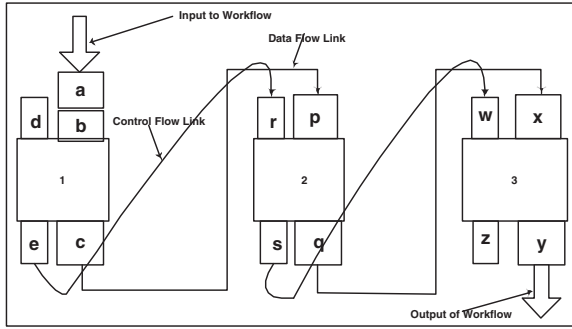 Input to Workflow
Data Flow Link
a
d
b
Control Flow Link
r
p
w
x
1
2
3
e
c
s
q
z
y
Output of Workflow